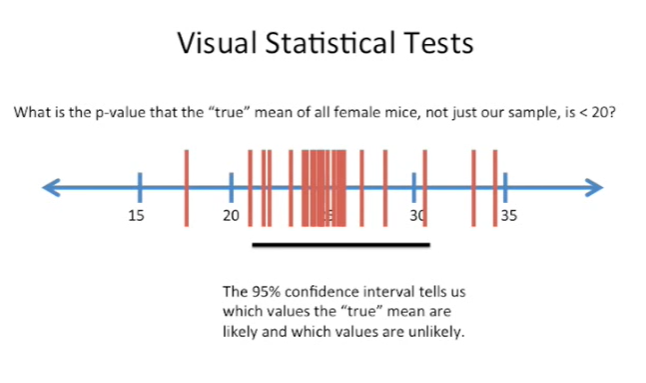 Visual Statistical Tests
What is the p-value that the “true” mean of all female mice, not just our sample, is < 20?
15 20 30 35
The 95% confidence interval tells us
which values the “true” mean are
likely and which values are unlikely.